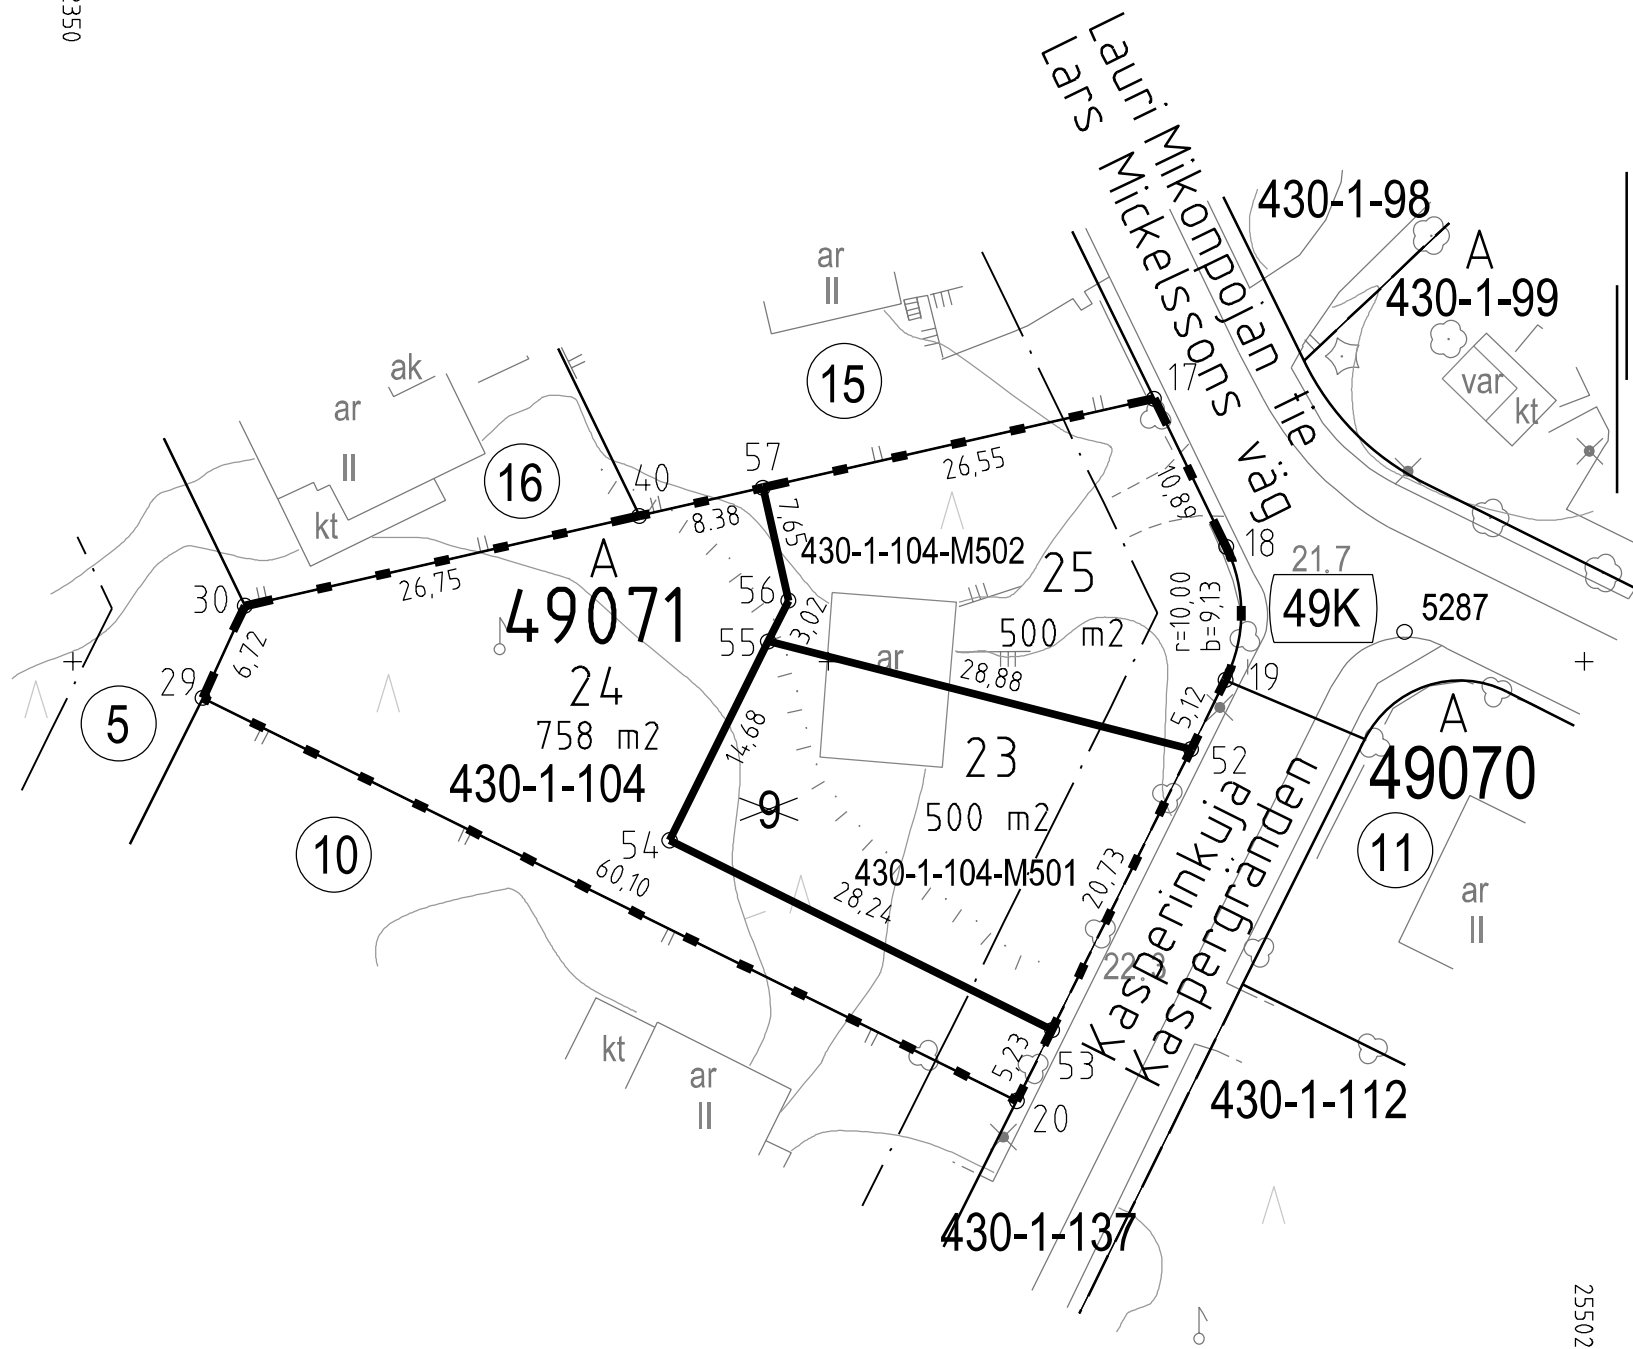 2350
Lauri Mikonpojan tie
Lars Mickelssons väg
430-1-98
A
430-1-99
var
kt
ar
II
15
ak
ar
II
kt
16
40
57
17
26,55
8.38
7,65
10,89
430-1-104-M502
25
500 m2
18
21.7
49K
5287
r=10,00
b=9,13
A
49071
26,75
30
6,72
29
5
56
55
3,02
ar
28,88
19
5,12
52
24
758 m2
430-1-104
14,68
23
500 m2
9
430-1-104-M501
54
28,24
60,10
10
20,73
22.3
Kasperinkuja
Kaspergränden
A
49070
11
ar
II
kt
ar
II
5,23
53
20
430-1-112
430-1-137
25502